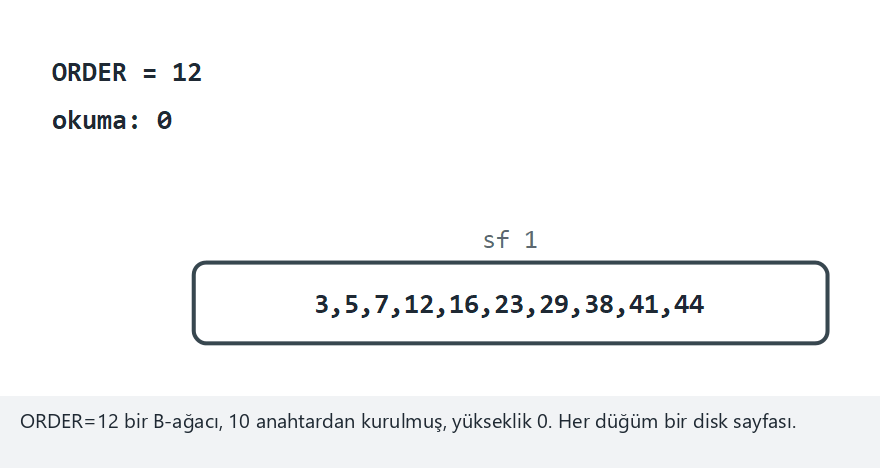 ORDER = 12
okuma: 0
sf 1
3,5,7,12,16,23,29,38,41,44
ORDER=12 bir B-ağacı, 10 anahtardan kurulmuş, yükseklik 0. Her düğüm bir disk sayfası.